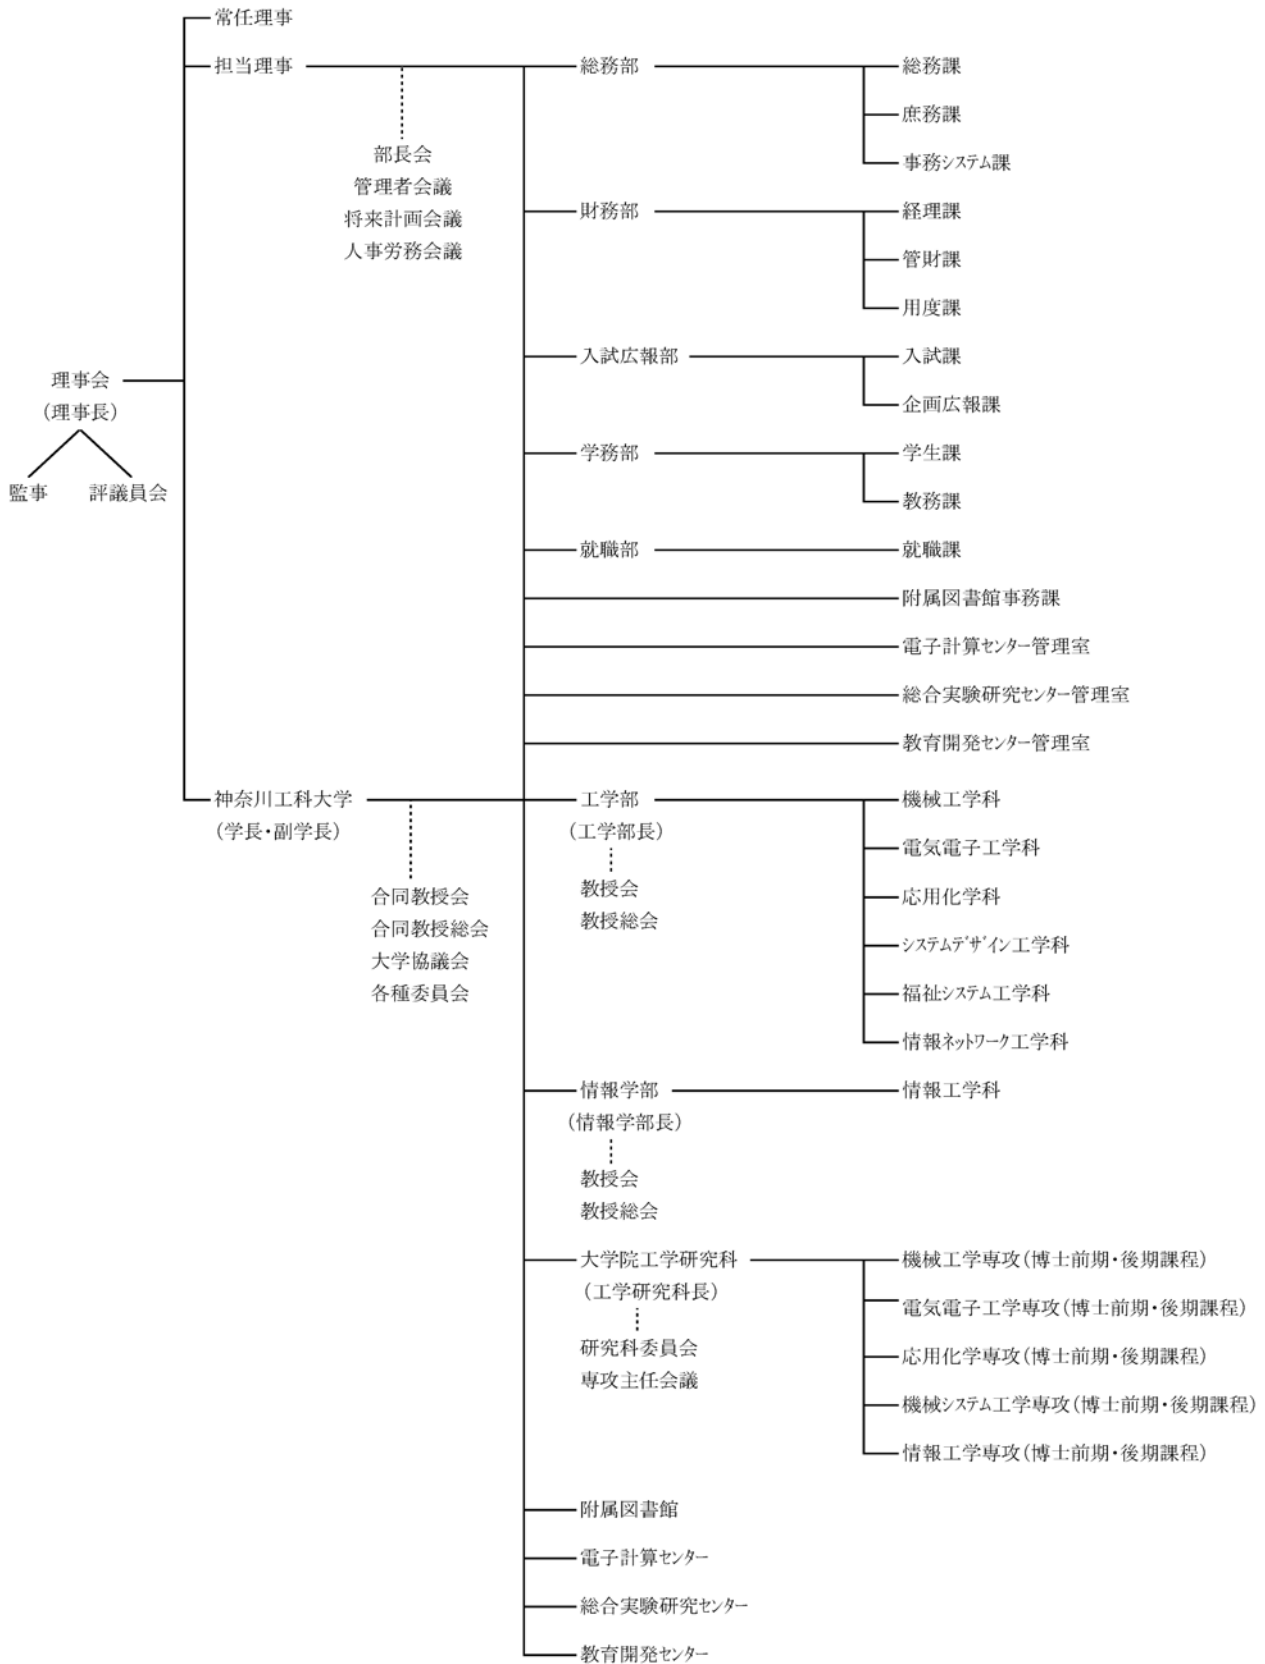 常任理事
担当理事
総務部
総務課
庶務課
事務システム課
部長会
管理者会議
将来計画会議
人事労務会議
財務部
経理課
管財課
用度課
入試広報部
入試課
企画広報課
理事会
(理事長)
監事
評議員会
学務部
学生課
教務課
就職部
就職課
附属図書館事務課
電子計算センター管理室
総合実験研究センター管理室
教育開発センター管理室
神奈川工科大学
(学長・副学長)
合同教授会
合同教授総会
大学協議会
各種委員会
工学部
(工学部長)
教授会
教授総会
機械工学科
電気電子工学科
応用化学科
システムデザイン工学科
福祉システム工学科
情報ネットワーク工学科
情報学部
(情報学部長)
教授会
教授総会
情報工学科
大学院工学研究科
(工学研究科長)
研究科委員会
専攻主任会議
機械工学専攻(博士前期・後期課程)
電気電子工学専攻(博士前期・後期課程)
応用化学専攻(博士前期・後期課程)
機械システム工学専攻(博士前期・後期課程)
情報工学専攻(博士前期・後期課程)
附属図書館
電子計算センター
総合実験研究センター
教育開発センター